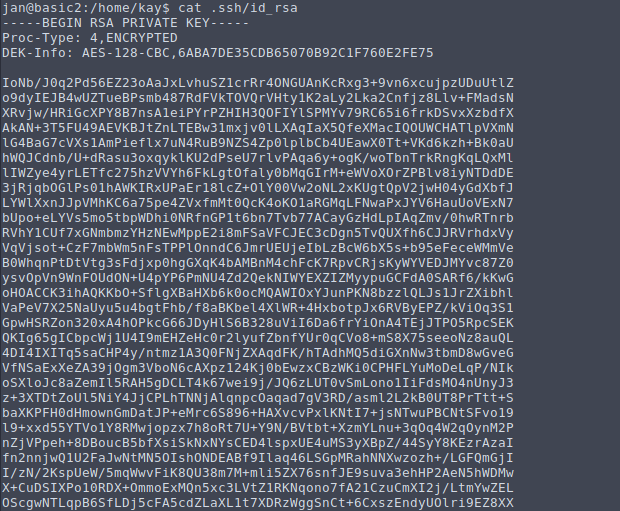 jan@basic2:/home/kay$ cat .ssh/id_rsa
-----BEGIN RSA PRIVATE KEY-----
Proc-Type: 4,ENCRYPTED
DEK-Info: AES-128-CBC,6ABA7DE35CDB65070B92C1F760E2FE75

IoNb/J0q2Pd56EZ23oAaJxLvhuSZ1crRr4ONGUAnKcRxg3+9vn6xcujpzUDuUtlZ
o9dyIEJB4wUZTueBPsmb487RdFVkTOVQrVHty1K2aLy2Lka2Cnfjz8Llv+FMadsN
XRvjw/HRiGcXPY8B7nsA1eiPYrPZHIH3QOFIYlSPMYv79RC65i6frkDSvxXzbdfX
AkAN+3T5FU49AEVKBJtZnLTEBw31mxjv0lLXAqIaX5QfeXMacIQOUWCHATlpVXmN
lG4BaG7cVXs1AmPieflx7uN4RuB9NZS4Zp0lplbCb4UEawX0Tt+VKd6kzh+Bk0aU
hWQJCdnb/U+dRasu3oxqyklKU2dPseU7rlvPAqa6y+ogK/woTbnTrkRngKqLQxMl
lIWZye4yrLETfc275hzVVYh6FkLgtOfaly0bMqGIrM+eWVoXOrZPBlv8iyNTDdDE
3jRjqbOGlPs01hAWKIRxUPaEr18lcZ+OlY00Vw2oNL2xKUgtQpV2jwH04yGdXbfJ
LYWlXxnJJpVMhKC6a75pe4ZVxfmMt0QcK4oKO1aRGMqLFNwaPxJYV6HauUoVExN7
bUpo+eLYVs5mo5tbpWDhi0NRfnGP1t6bn7Tvb77ACayGzHdLpIAqZmv/0hwRTnrb
RVhY1CUf7xGNmbmzYHzNEwMppE2i8mFSaVFCJEC3cDgn5TvQUXfh6CJJRVrhdxVy
VqVjsot+CzF7mbWm5nFsTPPlOnndC6JmrUEUjeIbLzBcW6bX5s+b95eFeceWMmVe
B0WhqnPtDtVtg3sFdjxp0hgGXqK4bAMBnM4chFcK7RpvCRjsKyWYVEDJMYvc87Z0
ysvOpVn9WnFOUdON+U4pYP6PmNU4Zd2QekNIWYEXZIZMyypuGCFdA0SARf6/kKwG
oHOACCK3ihAQKKbO+SflgXBaHXb6k0ocMQAWIOxYJunPKN8bzzlQLJs1JrZXibhl
VaPeV7X25NaUyu5u4bgtFhb/f8aBKbel4XlWR+4HxbotpJx6RVByEPZ/kViOq3S1
GpwHSRZon320xA4hOPkcG66JDyHlS6B328uViI6Da6frYiOnA4TEjJTPO5RpcSEK
QKIg65gICbpcWj1U4I9mEHZeHc0r2lyufZbnfYUr0qCVo8+mS8X75seeoNz8auQL
4DI4IXITq5saCHP4y/ntmz1A3Q0FNjZXAqdFK/hTAdhMQ5diGXnNw3tbmD8wGveG
VfNSaExXeZA39jOgm3VboN6cAXpz124Kj0bEwzxCBzWKi0CPHFLYuMoDeLqP/NIk
oSXloJc8aZemIl5RAH5gDCLT4k67wei9j/JQ6zLUT0vSmLono1IiFdsMO4nUnyJ3
z+3XTDtZoUl5NiY4JjCPLhTNNjAlqnpcOaqad7gV3RD/asml2L2kB0UT8PrTtt+S
baXKPFH0dHmownGmDatJP+eMrc6S896+HAXvcvPxlKNtI7+jsNTwuPBCNtSFvo19
l9+xxd55YTVo1Y8RMwjopzx7h8oRt7U+Y9N/BVtbt+XzmYLnu+3qOq4W2qOynM2P
nZjVPpeh+8DBoucB5bfXsiSkNxNYsCED4lspxUE4uMS3yXBpZ/44SyY8KEzrAzaI
fn2nnjwQ1U2FaJwNtMN5OIshONDEABf9Ilaq46LSGpMRahNNXwzozh+/LGFQmGjI
I/zN/2KspUeW/5mqWwvFiK8QU38m7M+mli5ZX76snfJE9suva3ehHP2AeN5hWDMw
X+CuDSIXPo10RDX+OmmoExMQn5xc3LVtZ1RKNqono7fA21CzuCmXI2j/LtmYwZEL
OScgwNTLqpB6SfLDj5cFA5cdZLaXL1t7XDRzWggSnCt+6CxszEndyUOlri9EZ8XX